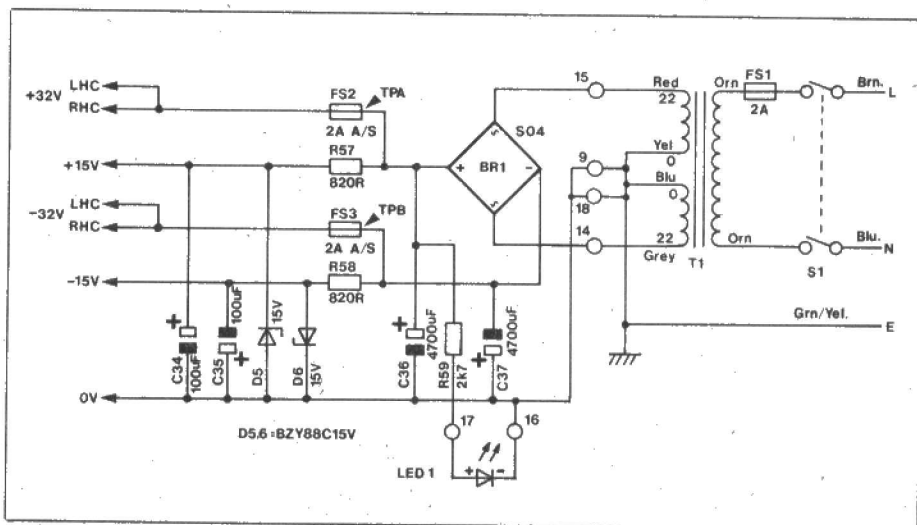 +32V
LHC
RHC
FS2
TPA
2A A/S
+15V
R57
820R
-32V
LHC
RHC
FS3
TPB
2A A/S
-15V
R58
820R
0V
+
C34
100uF
100uF
C35
+
D5
15V
D6
15V
+
C36
4700uF
R59
2k7
4700uF
+
C37
D5,6=BZY88C15V
17
16
LED 1
+
-
SO4
BR1
+
-
15
9
18
14
Red
22
Yel
0
Blu
0
22
Grey
T1
Orn
FS1
2A
Orn
S1
Brn.
L
Blu.
N
Grn/Yel.
E